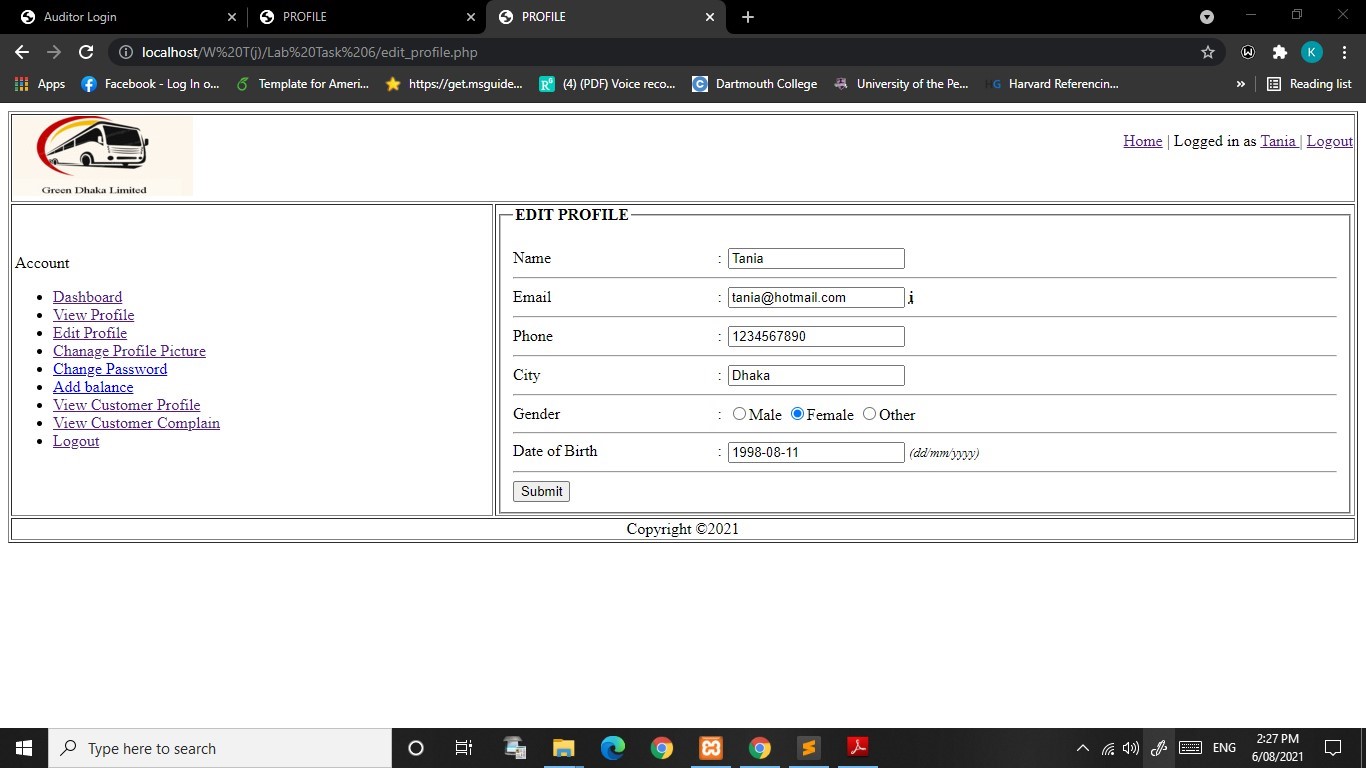 Auditor Login
PROFILE
PROFILE
localhost/W%20T(j)/Lab%20Task%206/edit_profile.php
K
Apps
Facebook - Log In o...
Template for Ameri...
https://get.msguide...
(4) (PDF) Voice reco...
Dartmouth College
University of the Pe...
HG Harvard Referencin...
»
Reading list
Green Dhaka Limited
Home | Logged in as Tania | Logout
Account
Dashboard
View Profile
Edit Profile
Chanage Profile Picture
Change Password
Add balance
View Customer Profile
View Customer Complain
Logout
EDIT PROFILE
Name : Tania
Email : tania@hotmail.com i
Phone : 1234567890
City : Dhaka
Gender : Male Female Other
Date of Birth : 1998-08-11 (dd/mm/yyyy)
Submit
Copyright ©2021
Type here to search
ENG
2:27 PM
6/08/2021